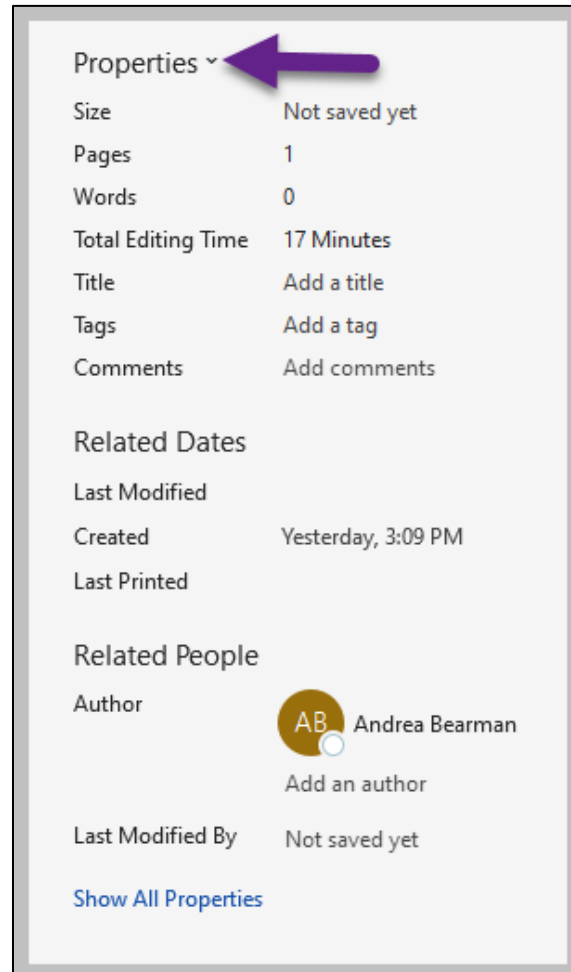 Properties
Size Not saved yet
Pages 1
Words 0
Total Editing Time 17 Minutes
Title Add a title
Tags Add a tag
Comments Add comments
Related Dates
Last Modified
Created Yesterday, 3:09 PM
Last Printed
Related People
Author AB Andrea Bearman
Add an author
Last Modified By Not saved yet
Show All Properties